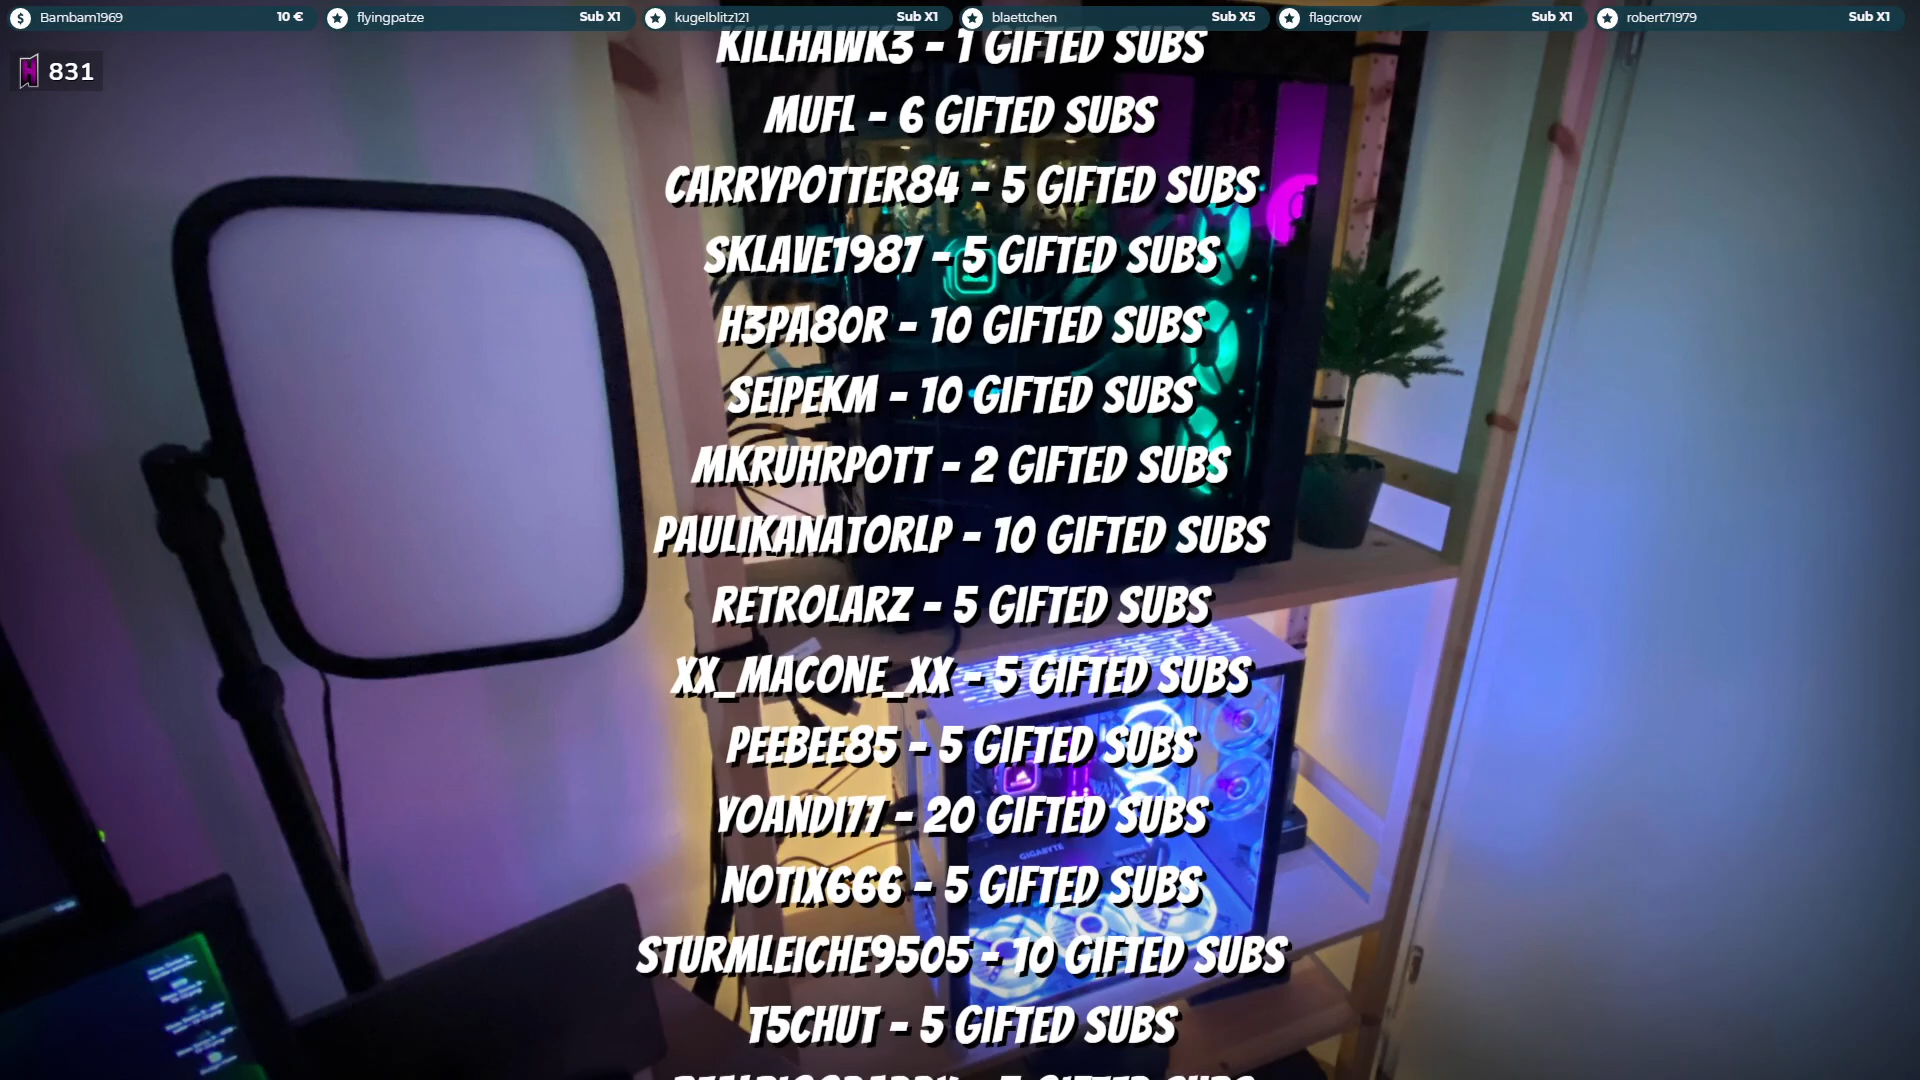 Bambam1969 10 €
flyingpatze Sub X1
kugelblitz121 Sub X1
blaettchen Sub X5
flagcrow Sub X1
robert71979 Sub X1
831
KILLHAWK3 - 1 GIFTED SUBS
MUFL - 6 GIFTED SUBS
CARRYPOTTER84 - 5 GIFTED SUBS
SKLAVE1987 - 5 GIFTED SUBS
H3PA80R - 10 GIFTED SUBS
SEIPEKM - 10 GIFTED SUBS
MKRUHRPOTT - 2 GIFTED SUBS
PAULIKANATORLP - 10 GIFTED SUBS
RETROLARZ - 5 GIFTED SUBS
XX_MACONE_XX - 5 GIFTED SUBS
PEEBEE85 - 5 GIFTED SUBS
YOANDI77 - 20 GIFTED SUBS
NOTIX666 - 5 GIFTED SUBS
STURMLEICHE9505 - 10 GIFTED SUBS
T5CHUT - 5 GIFTED SUBS
GIGABYTE